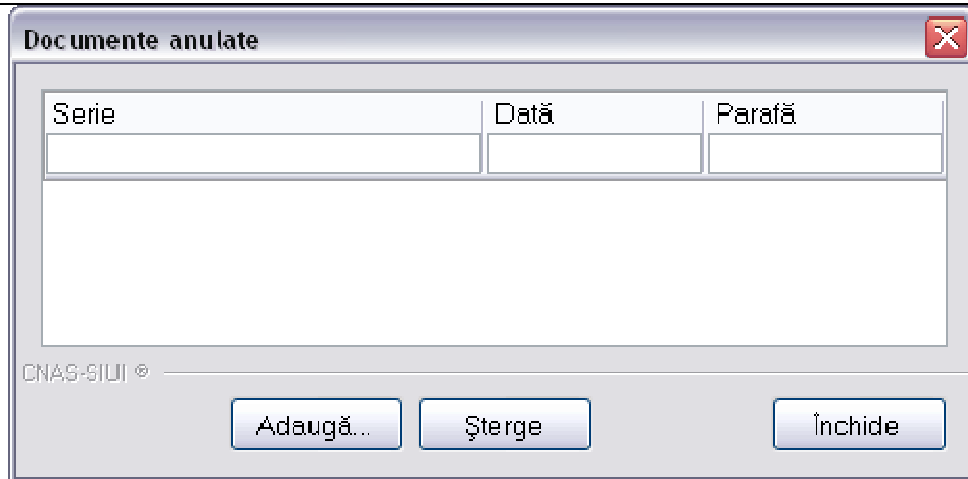 Documente anulate
Serie Dată Parafă
CNAS-SIUI ®
Adaugă... Şterge Închide